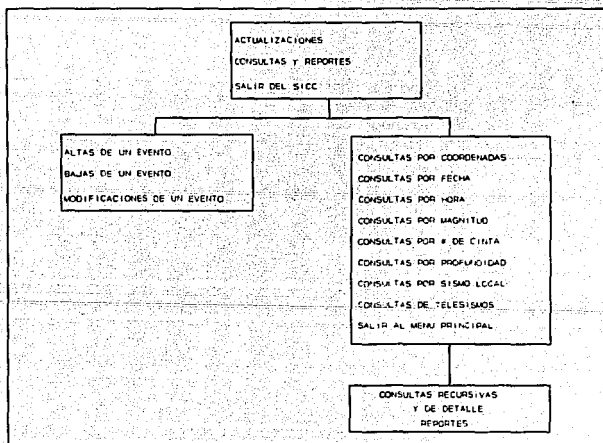 ACTUALIZACIONES
CONSULTAS Y REPORTES
SALIR DEL SICC
ALTAS DE UN EVENTO
BAJAS DE UN EVENTO
MODIFICACIONES DE UN EVENTO
CONSULTAS POR COORDENADAS
CONSULTAS POR FECHA
CONSULTAS POR HORA
CONSULTAS POR MAGNITUD
CONSULTAS POR # DE CINTA
CONSULTAS POR PROFUNDIDAD
CONSULTAS POR SISMO LOCAL
CONSULTAS DE TELESISMOS
SALIR AL MENU PRINCIPAL
CONSULTAS RECURSIVAS
Y DE DETALLE
REPORTES